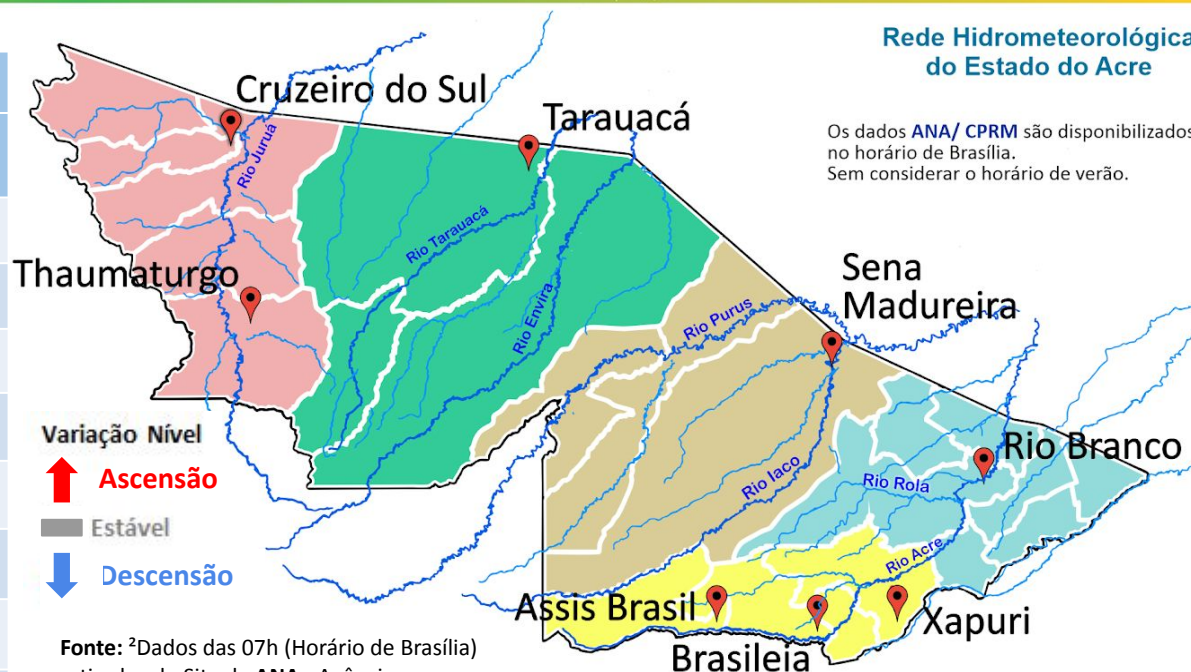 Rede Hidrometeorológica
do Estado do Acre
Os dados ANA/ CPRM são disponibilizados
no horário de Brasília.
Sem considerar o horário de verão.
Cruzeiro do Sul
Tarauacá
Rio Juruá
Rio Tarauacá
Thaumaturgo
Rio Envira
Sena
Madureira
Rio Purus
Variação Nível
Ascensão
Estável
Descensão
Rio Branco
Rio Iaco
Rio Rola
Rio Acre
Assis Brasil
Xapuri
Brasileia
Fonte: ²Dados das 07h (Horário de Brasília)